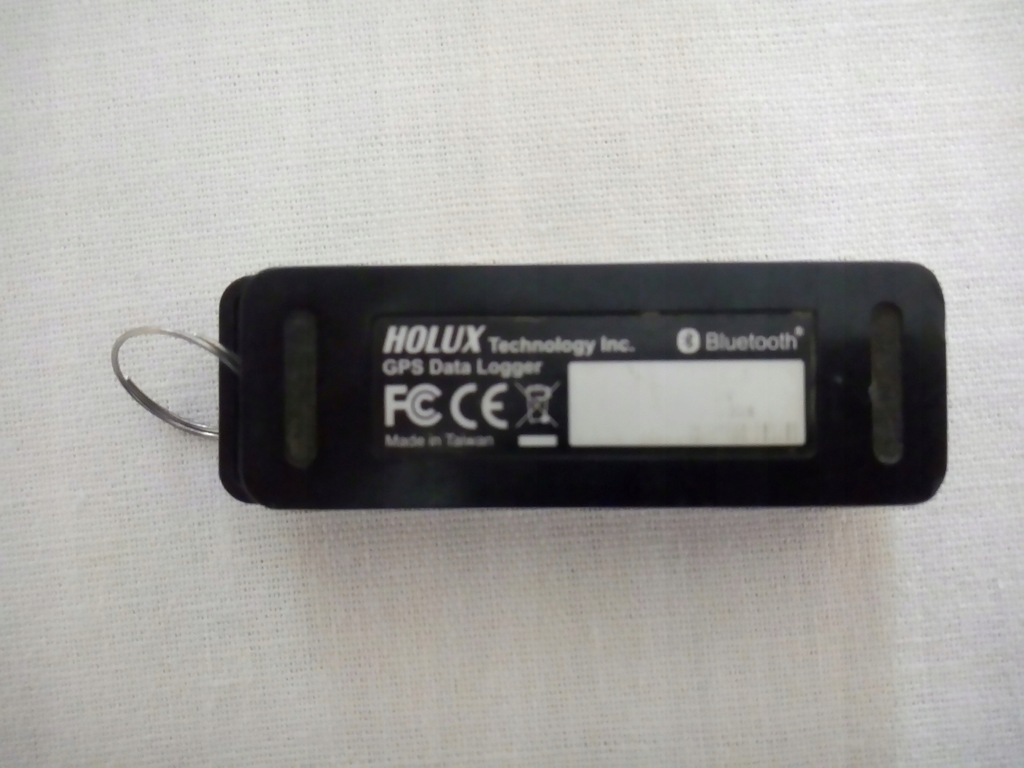 HOLUX Technology Inc. Bluetooth®
GPS Data Logger
FC CE
Made in Taiwan